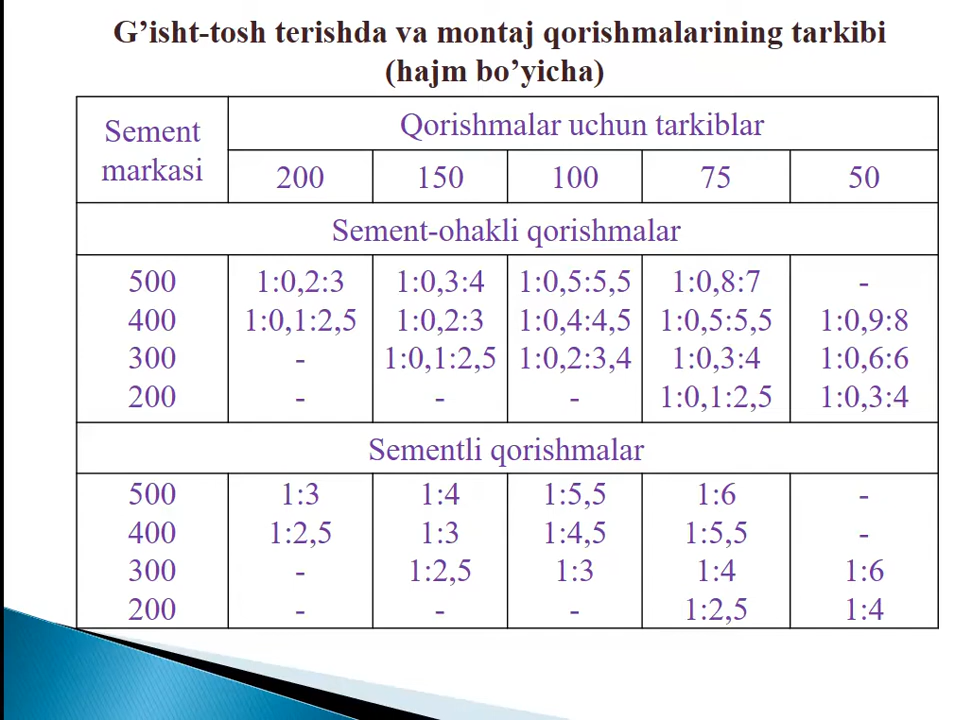 G’isht-tosh terishda va montaj qorishmalarining tarkibi
(hajm bo’yicha)
Sement markasi Qorishmalar uchun tarkiblar
200 150 100 75 50
Sement-ohakli qorishmalar
500 1:0,2:3 1:0,3:4 1:0,5:5,5 1:0,8:7 -
400 1:0,1:2,5 1:0,2:3 1:0,4:4,5 1:0,5:5,5 1:0,9:8
300 - 1:0,1:2,5 1:0,2:3,4 1:0,3:4 1:0,6:6
200 - - - 1:0,1:2,5 1:0,3:4
Sementli qorishmalar
500 1:3 1:4 1:5,5 1:6 -
400 1:2,5 1:3 1:4,5 1:5,5 -
300 - 1:2,5 1:3 1:4 1:6
200 - - - 1:2,5 1:4